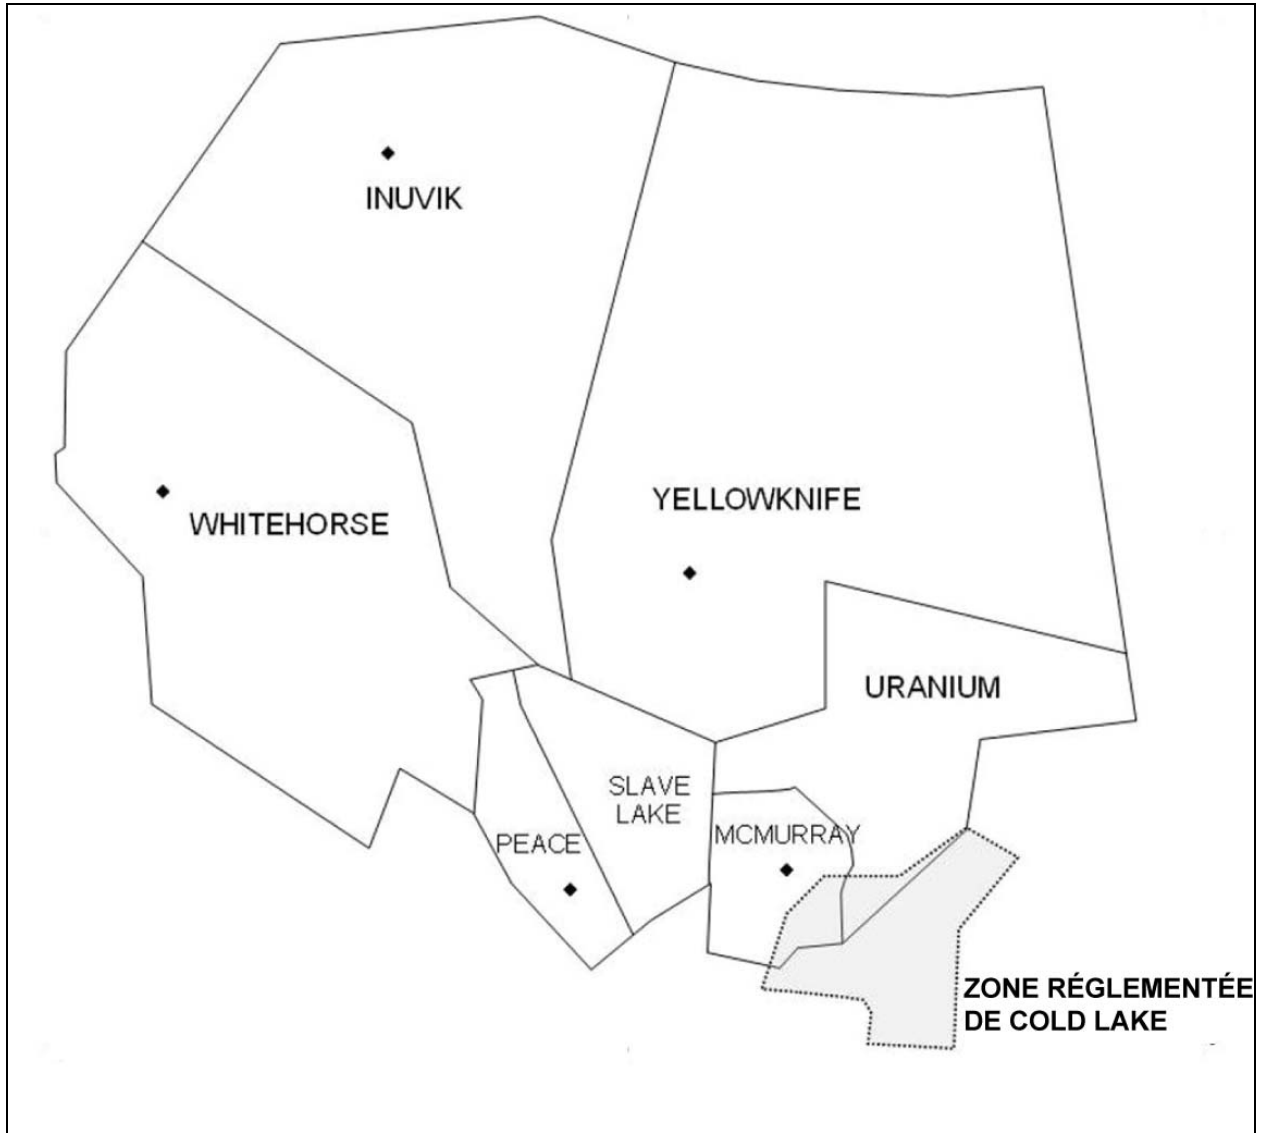 INUVIK
YELLOWKNIFE
WHITEHORSE
URANIUM
SLAVE
LAKE
MCMURRAY
PEACE
ZONE RÉGLEMENTÉE
DE COLD LAKE